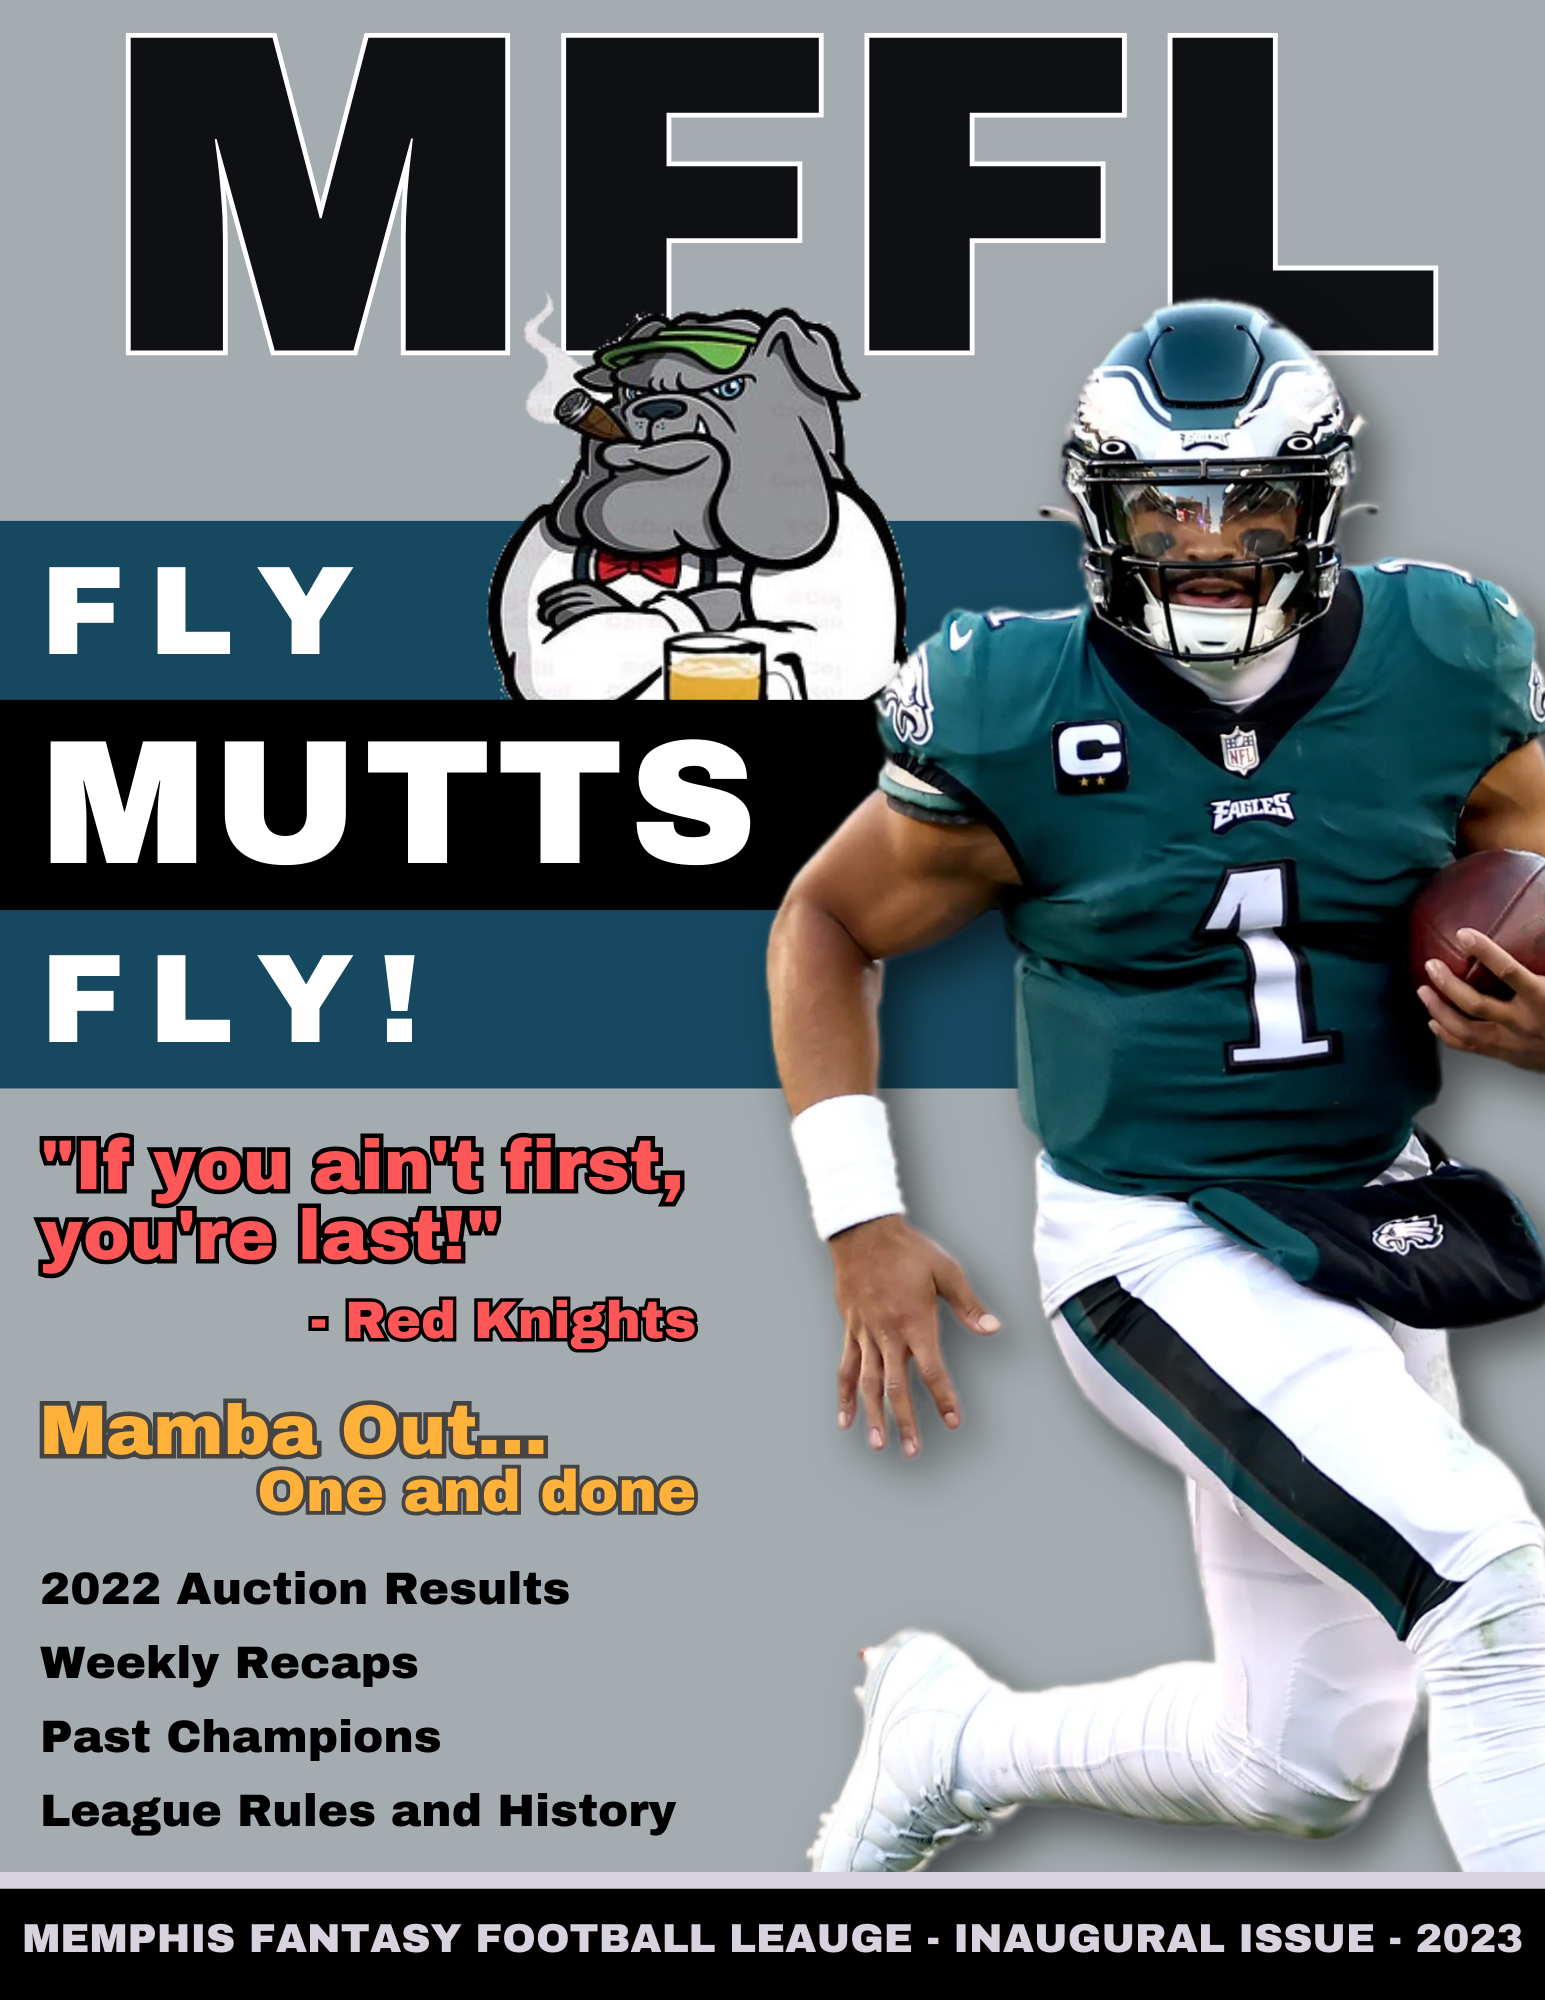 MFFL
FLY
MUTTS
FLY!
C
NFL
EAGLES
1
"If you ain't first,
you're last!"
- Red Knights
Mamba Out...
One and done
2022 Auction Results
Weekly Recaps
Past Champions
League Rules and History
MEMPHIS FANTASY FOOTBALL LEAUGE - INAUGURAL ISSUE - 2023